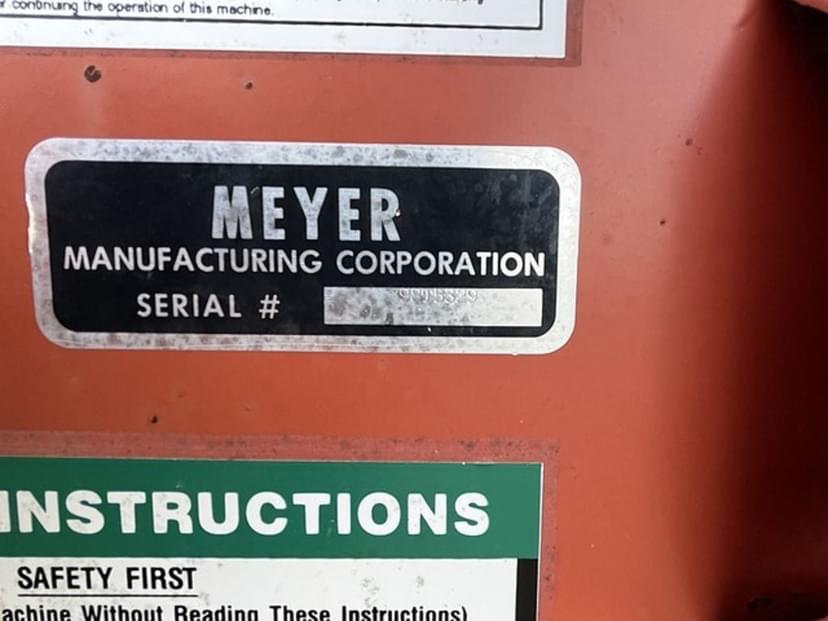 continuing the operation of this machine.
MEYER
MANUFACTURING CORPORATION
SERIAL #
INSTRUCTIONS
SAFETY FIRST
achine Without Reading These Instructions)